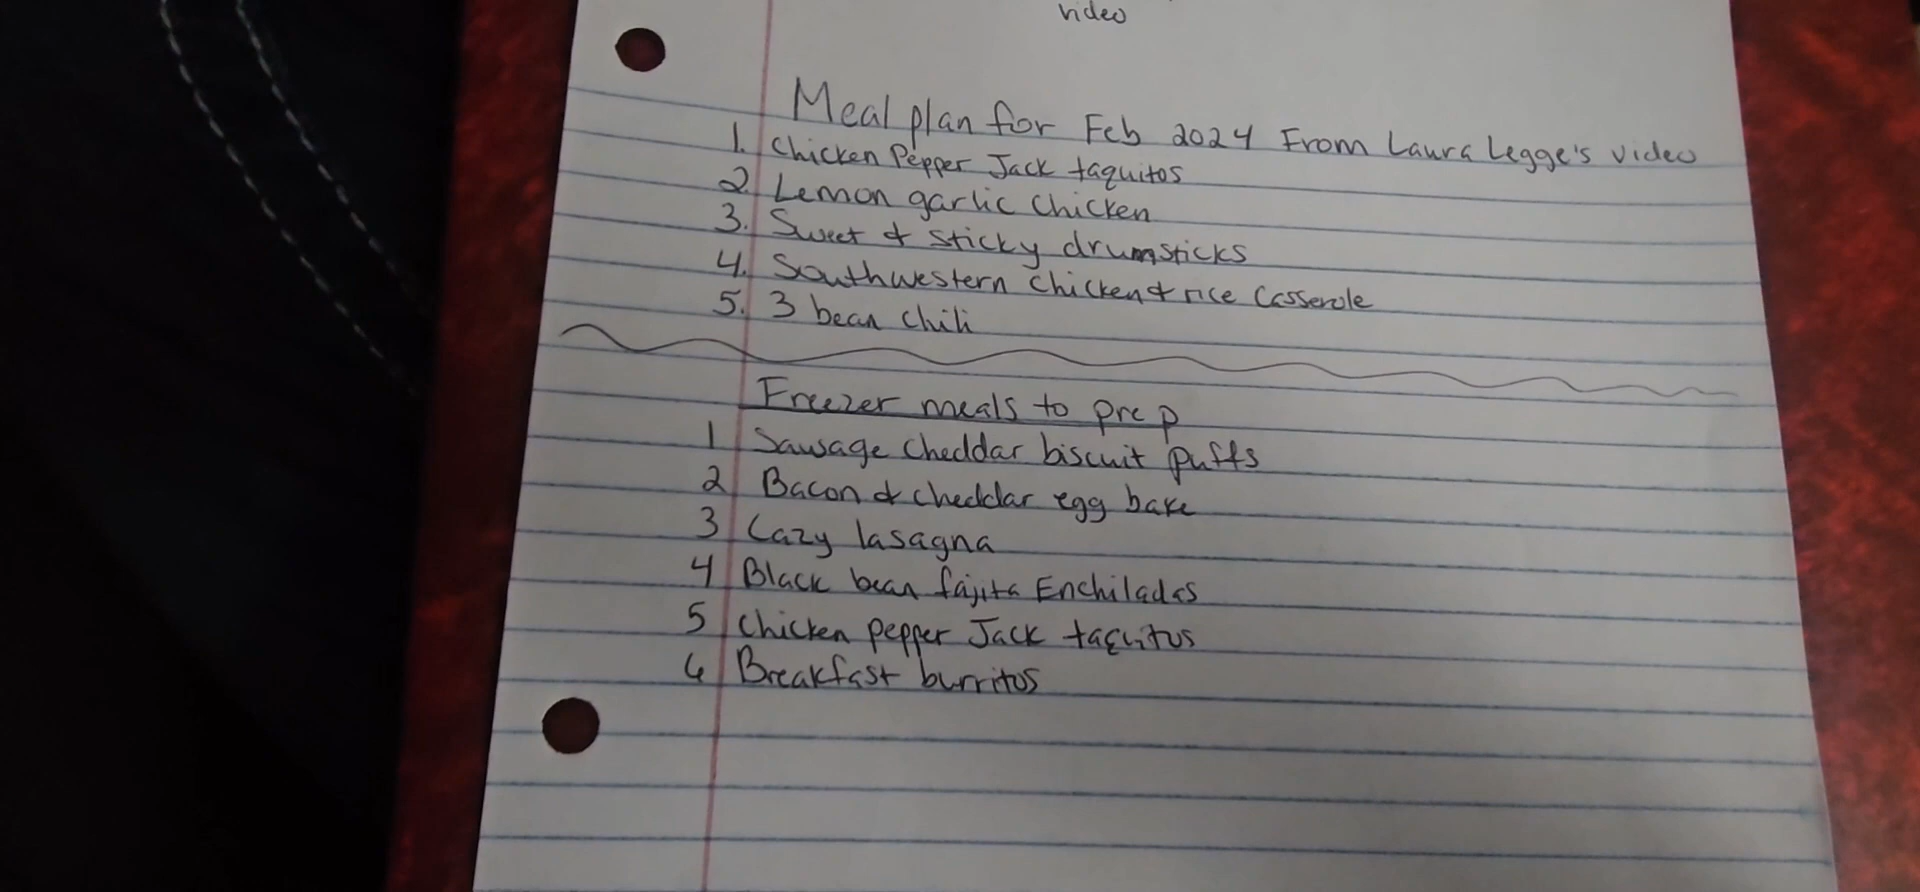 video
Meal plan for Feb 2024 From Laura Legge's video
1. Chicken Pepper Jack taquitos
2. Lemon garlic Chicken
3. Sweet & sticky drumsticks
4. Southwestern Chicken & rice Casserole
5. 3 bean chili
Freezer meals to prep
1 Sawsage Cheddar biscuit puffs
2 Bacon & cheddar egg bake
3 Lazy lasagna
4 Black bean fajita Enchiladas
5 Chicken pepper Jack taquitos
6 Breakfast burritos